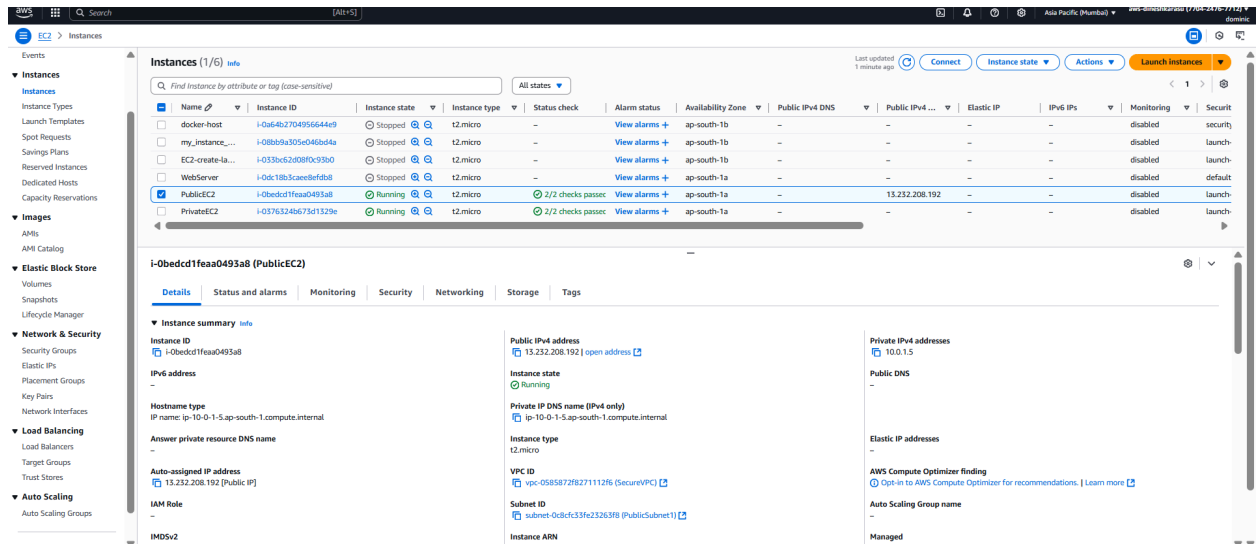 aws Search [Alt+S] Asia Pacific (Mumbai) aws-dineshkarasu (7704-2476-7712)
dominic
EC2 > Instances
Events
Instances
Instances
Instance Types
Launch Templates
Spot Requests
Savings Plans
Reserved Instances
Dedicated Hosts
Capacity Reservations
Images
AMIs
AMI Catalog
Elastic Block Store
Volumes
Snapshots
Lifecycle Manager
Network & Security
Security Groups
Elastic IPs
Placement Groups
Key Pairs
Network Interfaces
Load Balancing
Load Balancers
Target Groups
Trust Stores
Auto Scaling
Auto Scaling Groups
Instances (1/6) Info
Last updated
1 minute ago
Connect Instance state Actions Launch instances
Find Instance by attribute or tag (case-sensitive) All states 1
Name Instance ID Instance state Instance type Status check Alarm status Availability Zone Public IPv4 DNS Public IPv4 ... Elastic IP IPv6 IPs Monitoring Securit
docker-host i-0a64b2704956644e9 Stopped t2.micro – View alarms + ap-south-1b – – – – disabled security
my_instance_... i-08bb9a305e046bd4a Stopped t2.micro – View alarms + ap-south-1b – – – – disabled launch-
EC2-create-la... i-033bc62d08f0c93b0 Stopped t2.micro – View alarms + ap-south-1b – – – – disabled launch-
WebServer i-0dc18b3caee8efdb8 Stopped t2.micro – View alarms + ap-south-1a – – – – disabled default
PublicEC2 i-0bedcd1feaa0493a8 Running t2.micro 2/2 checks passec View alarms + ap-south-1a – 13.232.208.192 – – disabled launch-
PrivateEC2 i-0376324b673d1329e Running t2.micro 2/2 checks passec View alarms + ap-south-1a – – – – disabled launch-
i-0bedcd1feaa0493a8 (PublicEC2)
Details Status and alarms Monitoring Security Networking Storage Tags
Instance summary Info
Instance ID
i-0bedcd1feaa0493a8
Public IPv4 address
13.232.208.192 | open address
Private IPv4 addresses
10.0.1.5
IPv6 address
–
Instance state
Running
Public DNS
–
Hostname type
IP name: ip-10-0-1-5.ap-south-1.compute.internal
Private IP DNS name (IPv4 only)
ip-10-0-1-5.ap-south-1.compute.internal
Answer private resource DNS name
–
Instance type
t2.micro
Elastic IP addresses
–
Auto-assigned IP address
13.232.208.192 [Public IP]
VPC ID
vpc-0585872f8271112f6 (SecureVPC)
AWS Compute Optimizer finding
Opt-in to AWS Compute Optimizer for recommendations. | Learn more
IAM Role
–
Subnet ID
subnet-0c8cfc33fe23263f8 (PublicSubnet1)
Auto Scaling Group name
–
IMDSv2
Instance ARN
Managed